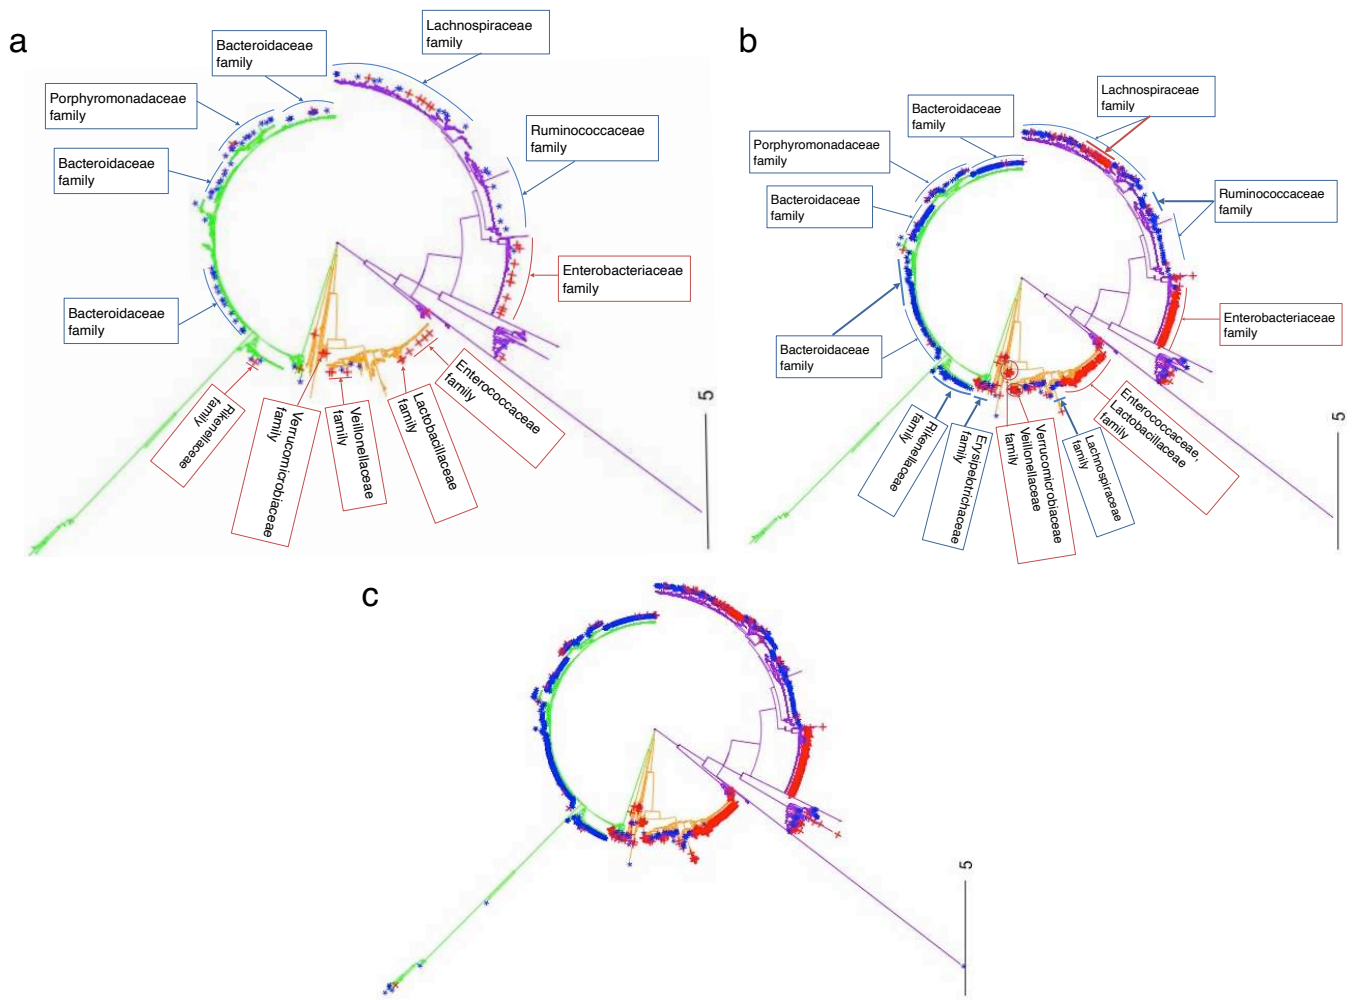 a
Lachnospiraceae
family
Bacteroidaceae
family
Porphyromonadaceae
family
Ruminococcaceae
family
Bacteroidaceae
family
Enterobacteriaceae
family
Bacteroidaceae
family
Rikenellaceae
family
Verrucomicrobiaceae
family
Veillonellaceae
family
Lactobacillaceae
family
Enterococcaceae
family
5
b
Lachnospiraceae
family
Bacteroidaceae
family
Porphyromonadaceae
family
Bacteroidaceae
family
Ruminococcaceae
family
Enterobacteriaceae
family
Bacteroidaceae
family
Rikenellaceae
family
Erysipelotrichaceae
family
Verrucomicrobiaceae
Veillonellaceae
family
Lachnospiraceae
family
Enterococcaceae,
Lactobacillaceae
family
5
c
5